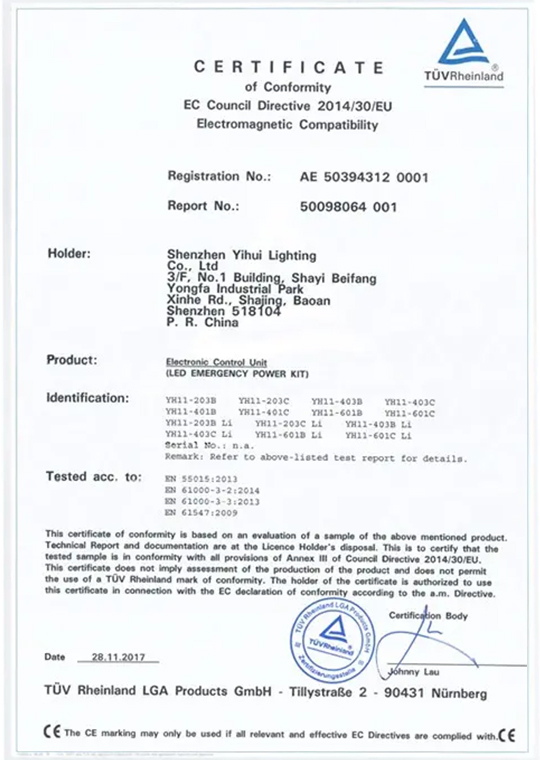 CERTIFICATE
TÜVRheinland®
of Conformity
EC Council Directive 2014/30/EU
Electromagnetic Compatibility
Registration No.: AE 50394312 0001
Report No.: 50098064 001
Holder: Shenzhen Yihui Lighting
Co., Ltd
3/F, No.1 Building, Shayi Beifang
Yongfa Industrial Park
Xinhe Rd., Shajing, Baoan
Shenzhen 518104
P. R. China
Product: Electronic Control Unit
(LED EMERGENCY POWER KIT)
Identification: YH11-203B YH11-203C YH11-403B YH11-403C
YH11-401B YH11-401C YH11-601B YH11-601C
YH11-203B Li YH11-203C Li YH11-403B Li
YH11-403C Li YH11-601B Li YH11-601C Li
Serial No.: n.a.
Remark: Refer to above-listed test report for details.
Tested acc. to: EN 55015:2013
EN 61000-3-2:2014
EN 61000-3-3:2013
EN 61547:2009
This certificate of conformity is based on an evaluation of a sample of the above mentioned product.
Technical Report and documentation are at the Licence Holder's disposal. This is to certify that the
tested sample is in conformity with all provisions of Annex III of Council Directive 2014/30/EU.
This certificate does not imply assessment of the production of the product and does not permit
the use of a TÜV Rheinland mark of conformity. The holder of the certificate is authorized to use
this certificate in connection with the EC declaration of conformity according to the a.m. Directive.
TÜV Rheinland LGA Products GmbH
TÜVRheinland
Zertifizierungsstelle
Certification Body
Date 28.11.2017
Johnny Lau
TÜV Rheinland LGA Products GmbH - Tillystraße 2 - 90431 Nürnberg
CE The CE marking may only be used if all relevant and effective EC Directives are complied with. CE